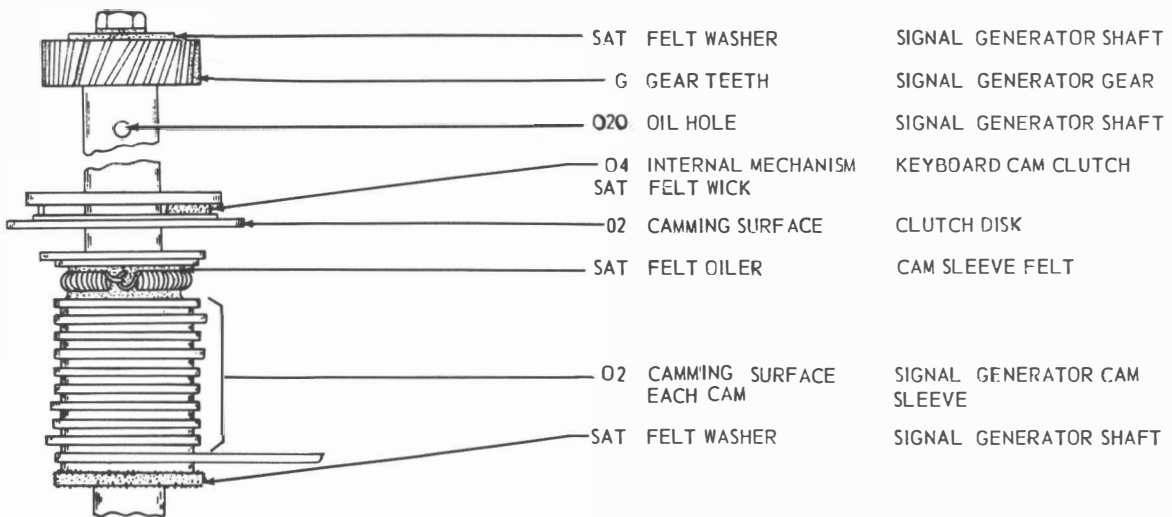 SAT FELT WASHER SIGNAL GENERATOR SHAFT
G GEAR TEETH SIGNAL GENERATOR GEAR
O20 OIL HOLE SIGNAL GENERATOR SHAFT
O4 INTERNAL MECHANISM KEYBOARD CAM CLUTCH
SAT FELT WICK
O2 CAMMING SURFACE CLUTCH DISK
SAT FELT OILER CAM SLEEVE FELT
O2 CAMMING SURFACE SIGNAL GENERATOR CAM
EACH CAM SLEEVE
SAT FELT WASHER SIGNAL GENERATOR SHAFT